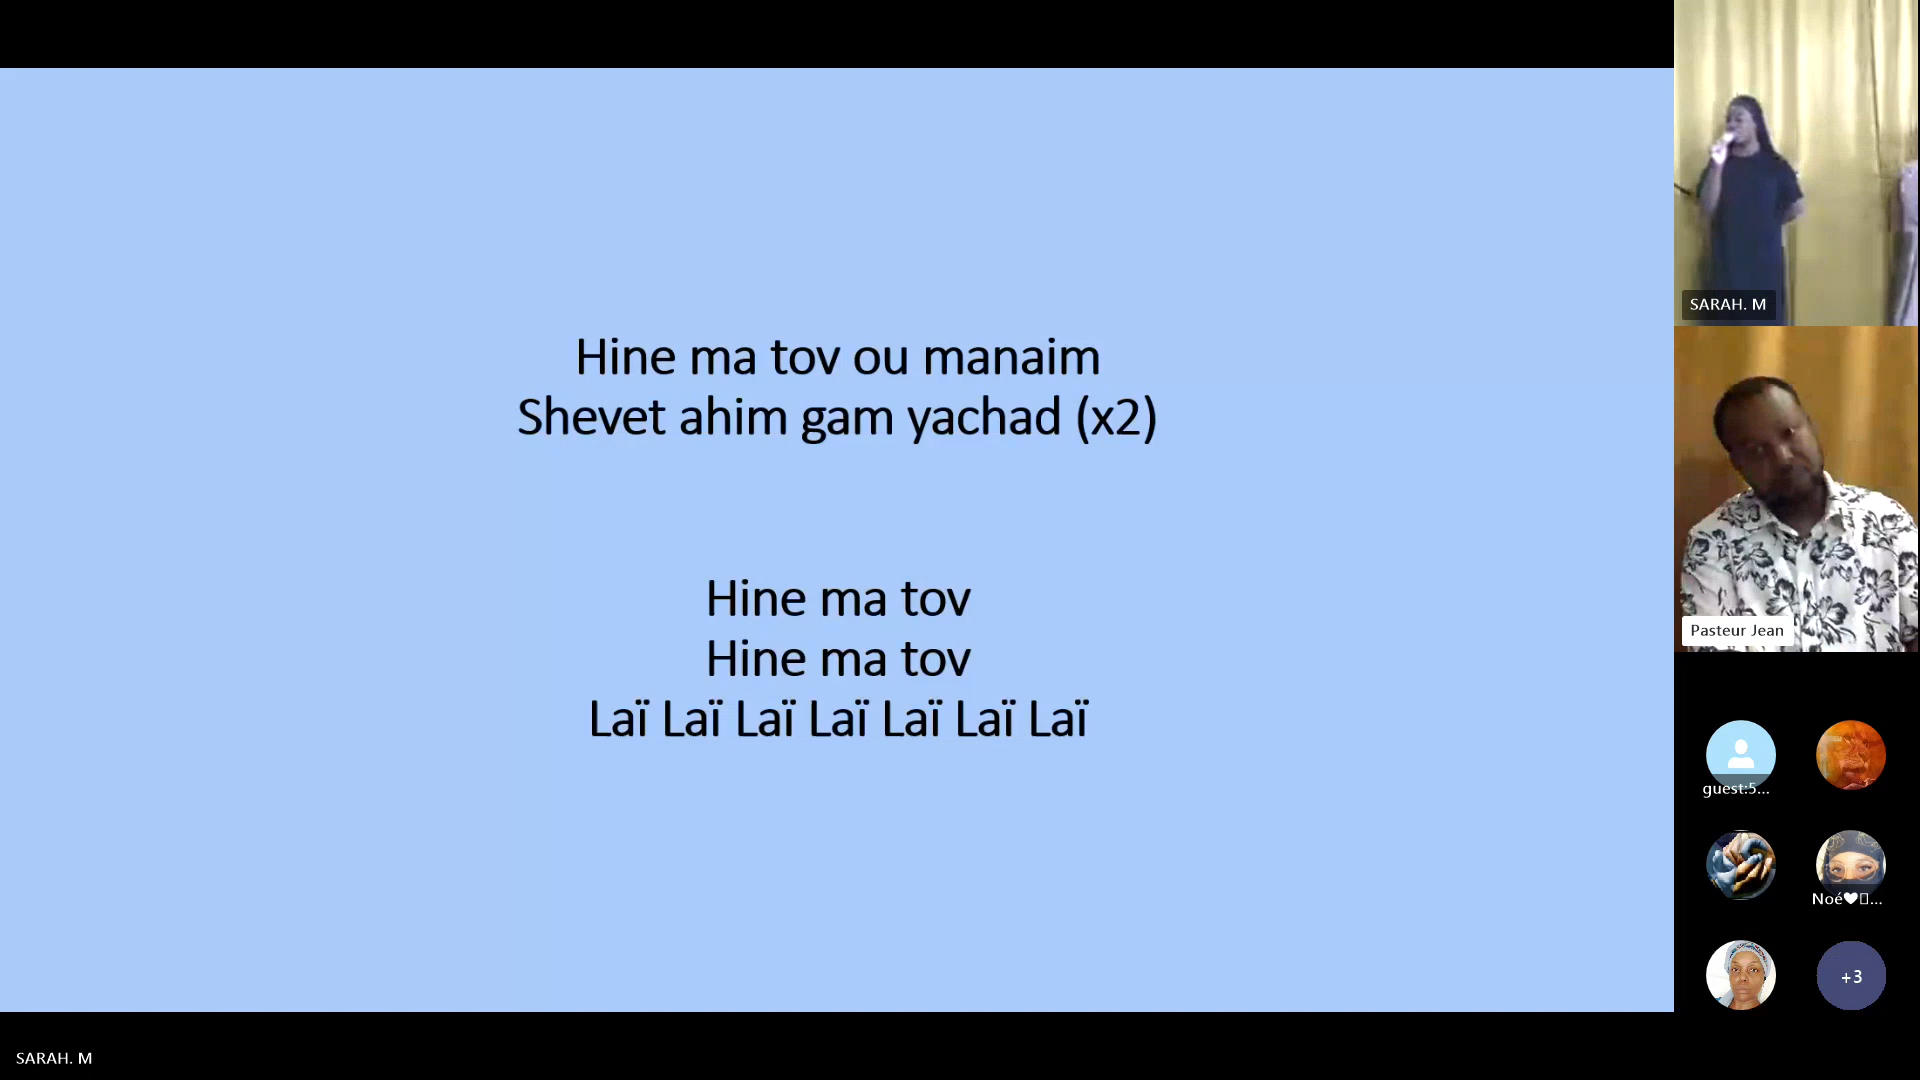 Hine ma tov ou manaim
Shevet ahim gam yachad (x2)
Hine ma tov
Hine ma tov
Laï Laï Laï Laï Laï Laï Laï
SARAH. M
Pasteur Jean
guest:5...
Noé❤...
+3
SARAH. M